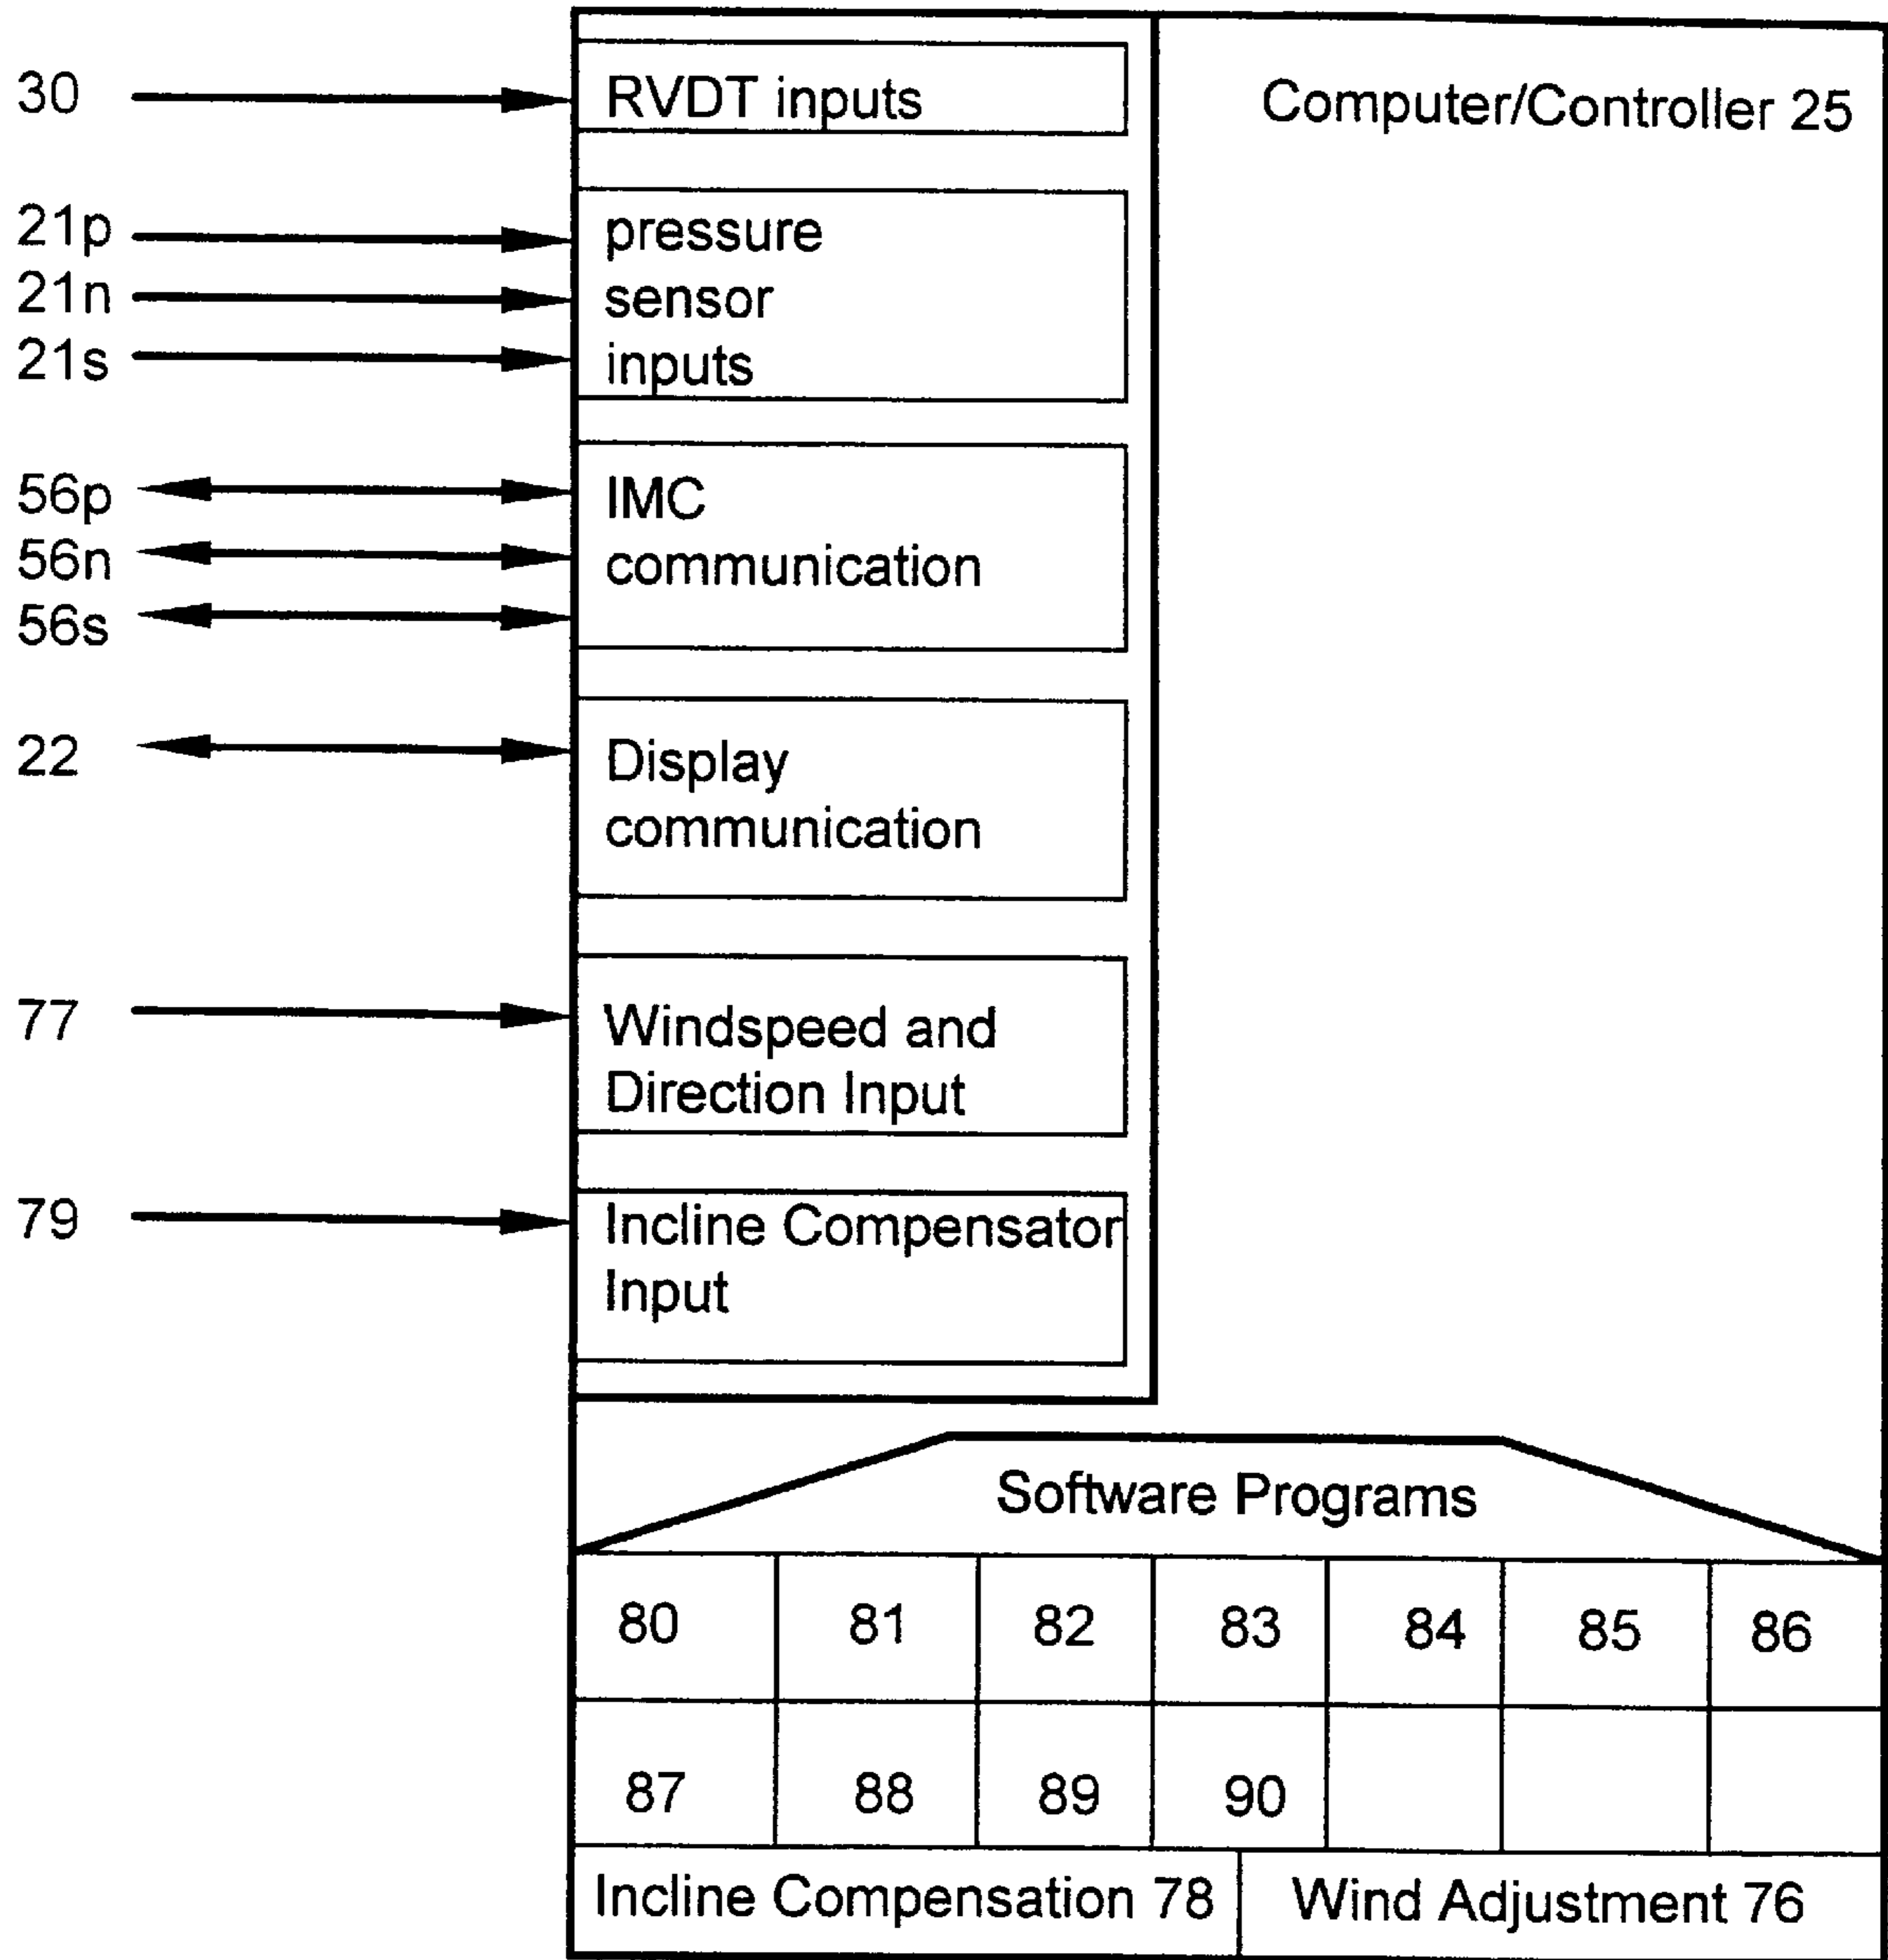 30
RVDT inputs
Computer/Controller 25
21p
21n
21s
pressure
sensor
inputs
56p
56n
56s
IMC
communication
22
Display
communication
77
Windspeed and
Direction Input
79
Incline Compensator
Input
Software Programs
80 81 82 83 84 85 86
87 88 89 90
Incline Compensation 78
Wind Adjustment 76